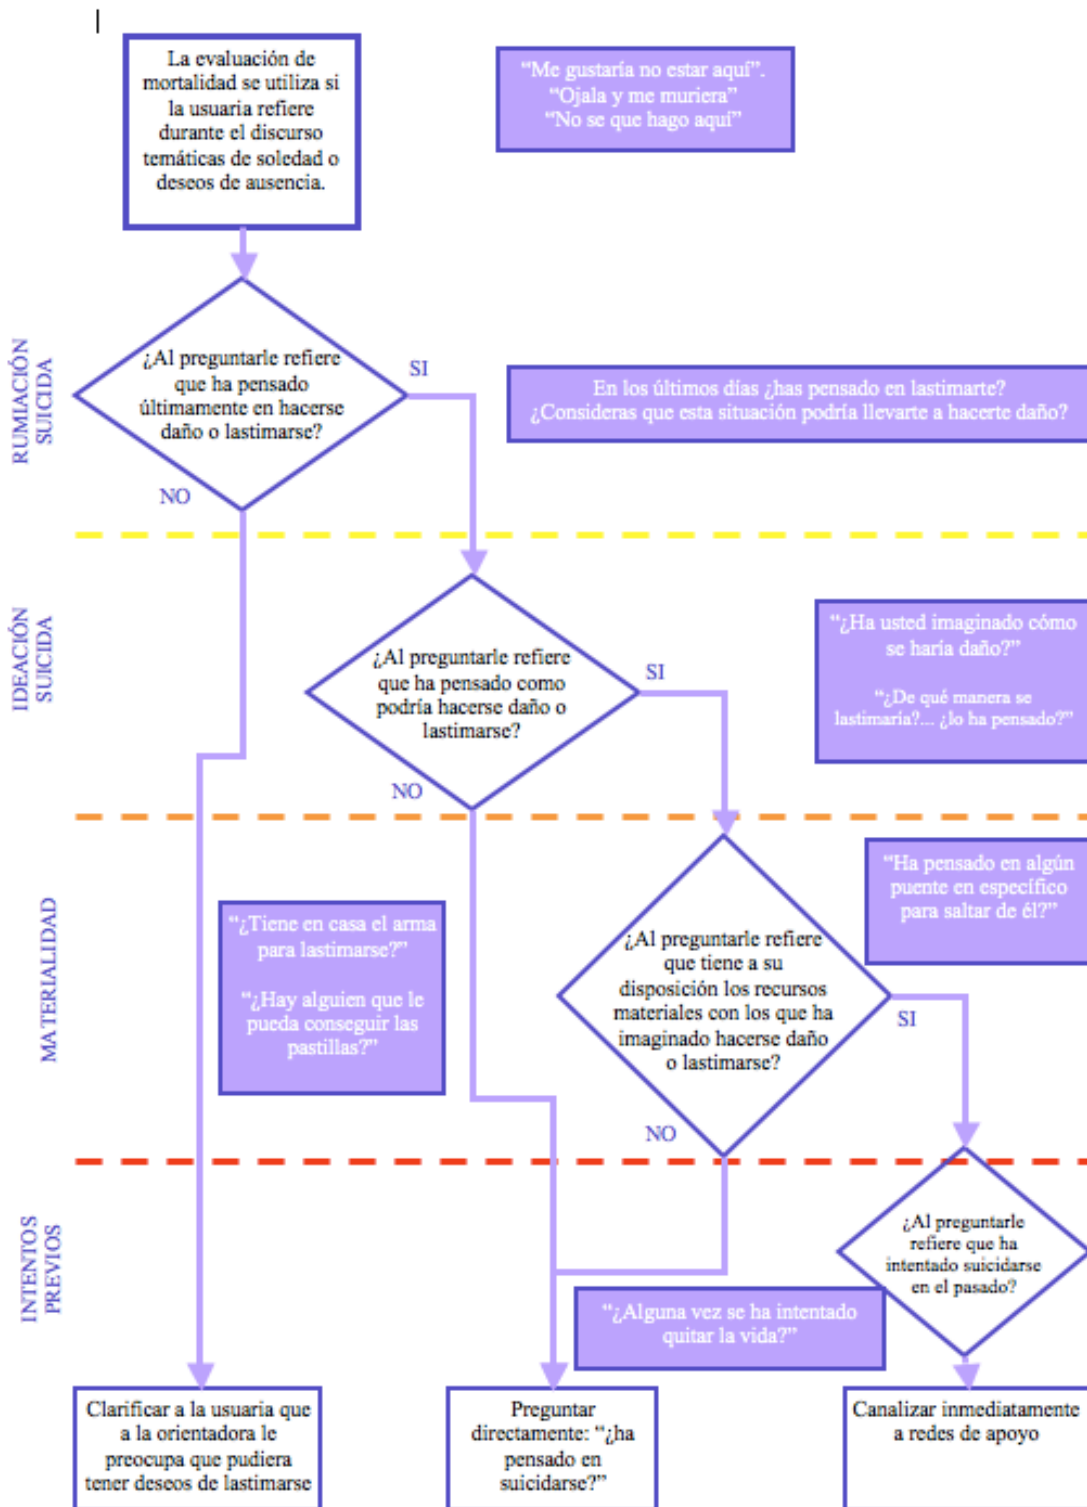 La evaluación de
mortalidad se utiliza si
la usuaria refiere
durante el discurso
temáticas de soledad o
deseos de ausencia.
“Me gustaría no estar aquí”.
“Ojala y me muriera”
“No se que hago aquí”
RUMIACIÓN
SUICIDA
¿Al preguntarle refiere
que ha pensado
últimamente en hacerse
daño o lastimarse?
SI
NO
En los últimos días ¿has pensado en lastimarte?
¿Consideras que esta situación podría llevarte a hacerte daño?
IDEACIÓN
SUICIDA
¿Al preguntarle refiere
que ha pensado como
podría hacerse daño o
lastimarse?
SI
NO
“¿Ha usted imaginado cómo
se haría daño?”
“¿De qué manera se
lastimaría?... ¿lo ha pensado?”
MATERIALIDAD
“¿Tiene en casa el arma
para lastimarse?”
“¿Hay alguien que le
pueda conseguir las
pastillas?”
¿Al preguntarle refiere
que tiene a su
disposición los recursos
materiales con los que ha
imaginado hacerse daño
o lastimarse?
SI
NO
“Ha pensado en algún
puente en específico
para saltar de él?”
INTENTOS
PREVIOS
¿Al preguntarle
refiere que ha
intentado suicidarse
en el pasado?
“¿Alguna vez se ha intentado
quitar la vida?”
Clarificar a la usuaria que
a la orientadora le
preocupa que pudiera
tener deseos de lastimarse
Preguntar
directamente: “¿ha
pensado en
suicidarse?”
Canalizar inmediatamente
a redes de apoyo